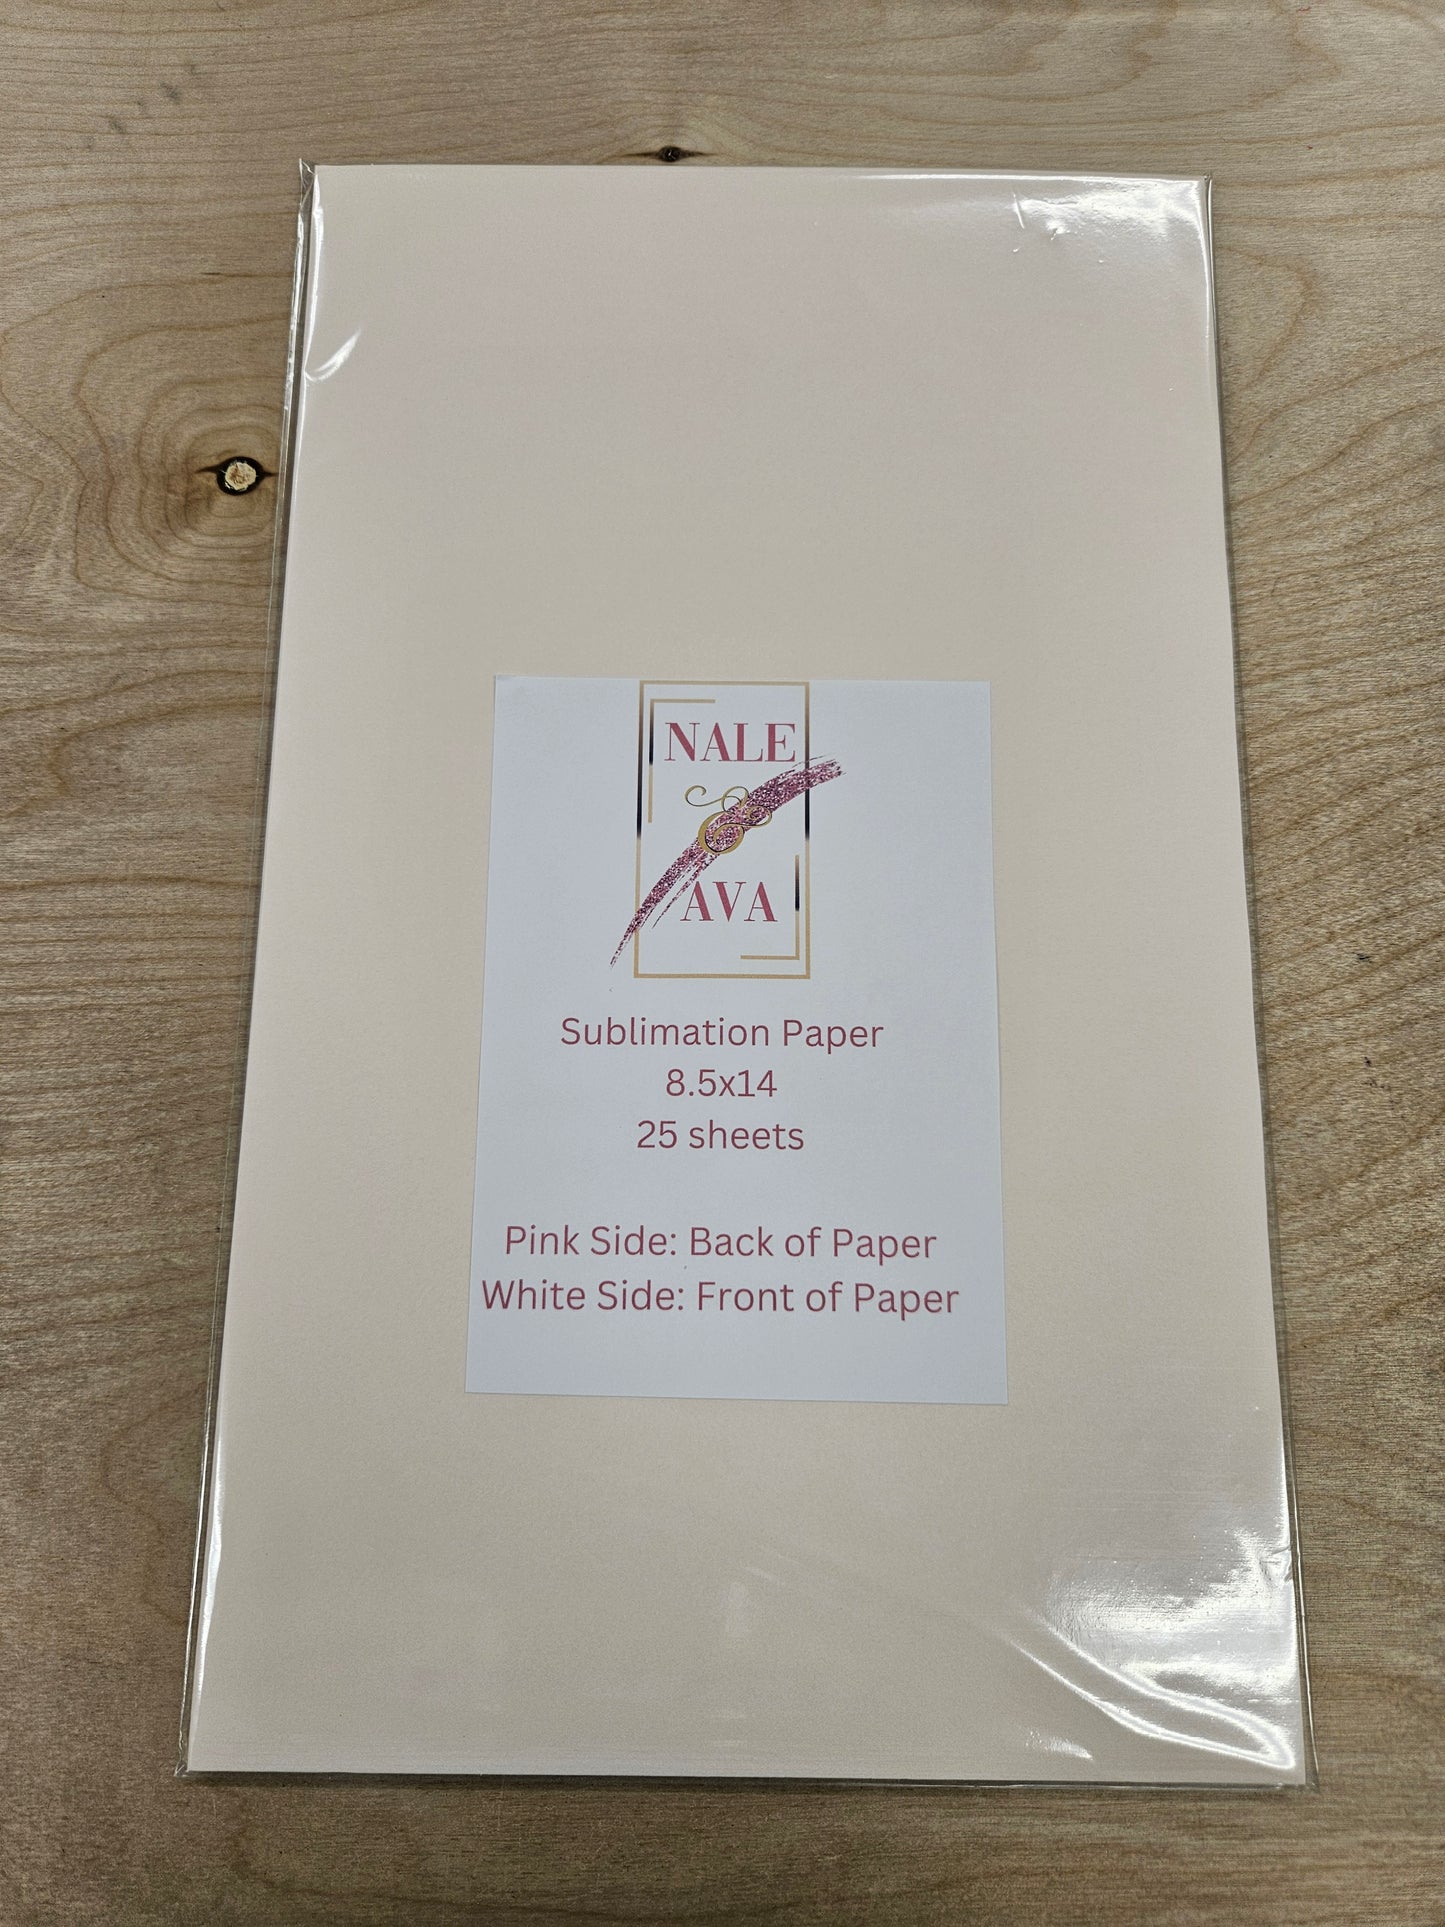 NALE
&
AVA
Sublimation Paper
8.5x14
25 sheets
Pink Side: Back of Paper
White Side: Front of Paper